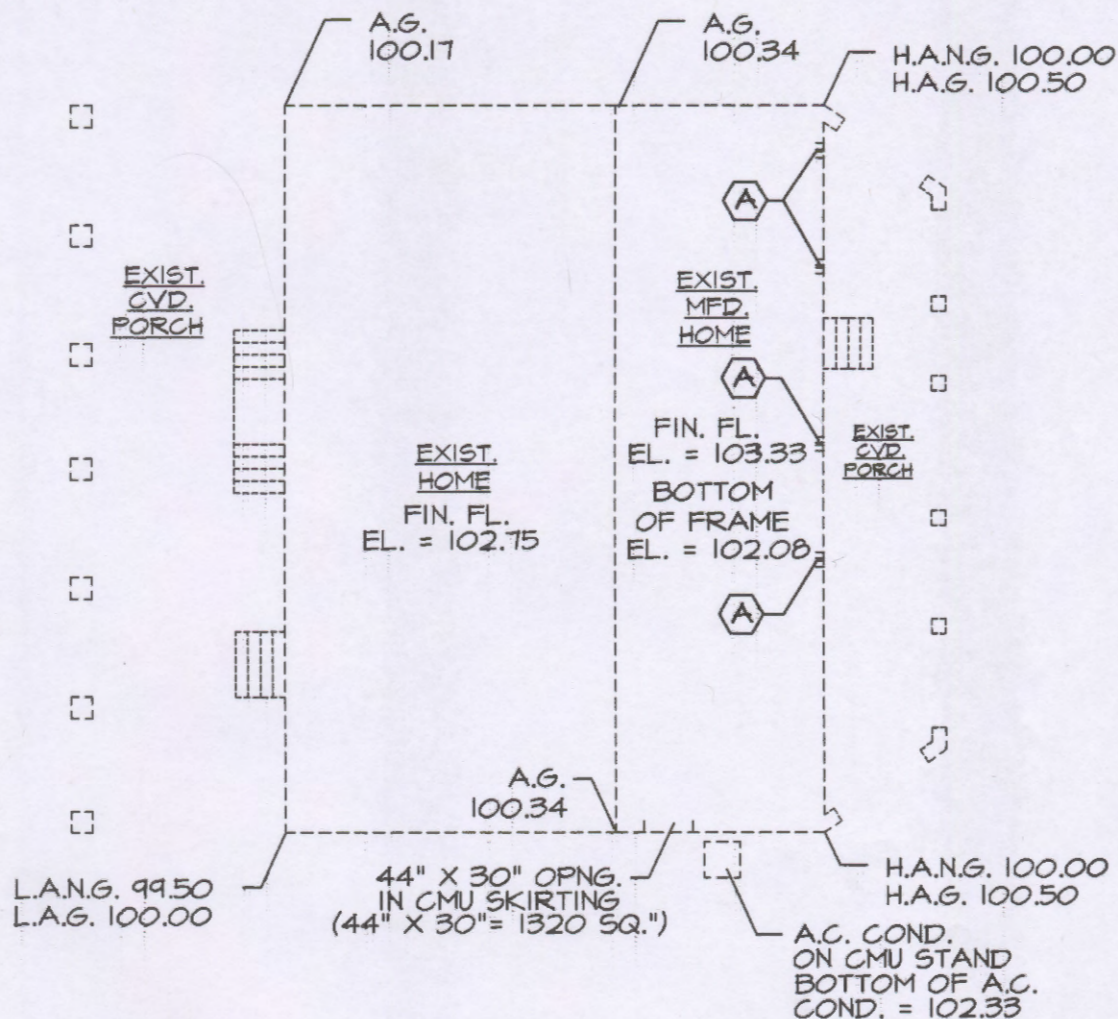 A.G.
100.17
A.G.
100.34
H.A.N.G. 100.00
H.A.G. 100.50
A
EXIST.
CVD.
PORCH
EXIST.
MFD.
HOME
A
FIN. FL.
EL. = 103.33
BOTTOM
OF FRAME
EL. = 102.08
EXIST.
CVD.
PORCH
EXIST.
HOME
FIN. FL.
EL. = 102.75
A
A.G.
100.34
L.A.N.G. 99.50
L.A.G. 100.00
44" X 30" OPNG.
IN CMU SKIRTING
(44" X 30"= 1320 SQ.")
H.A.N.G. 100.00
H.A.G. 100.50
A.C. COND.
ON CMU STAND
BOTTOM OF A.C.
COND. = 102.33